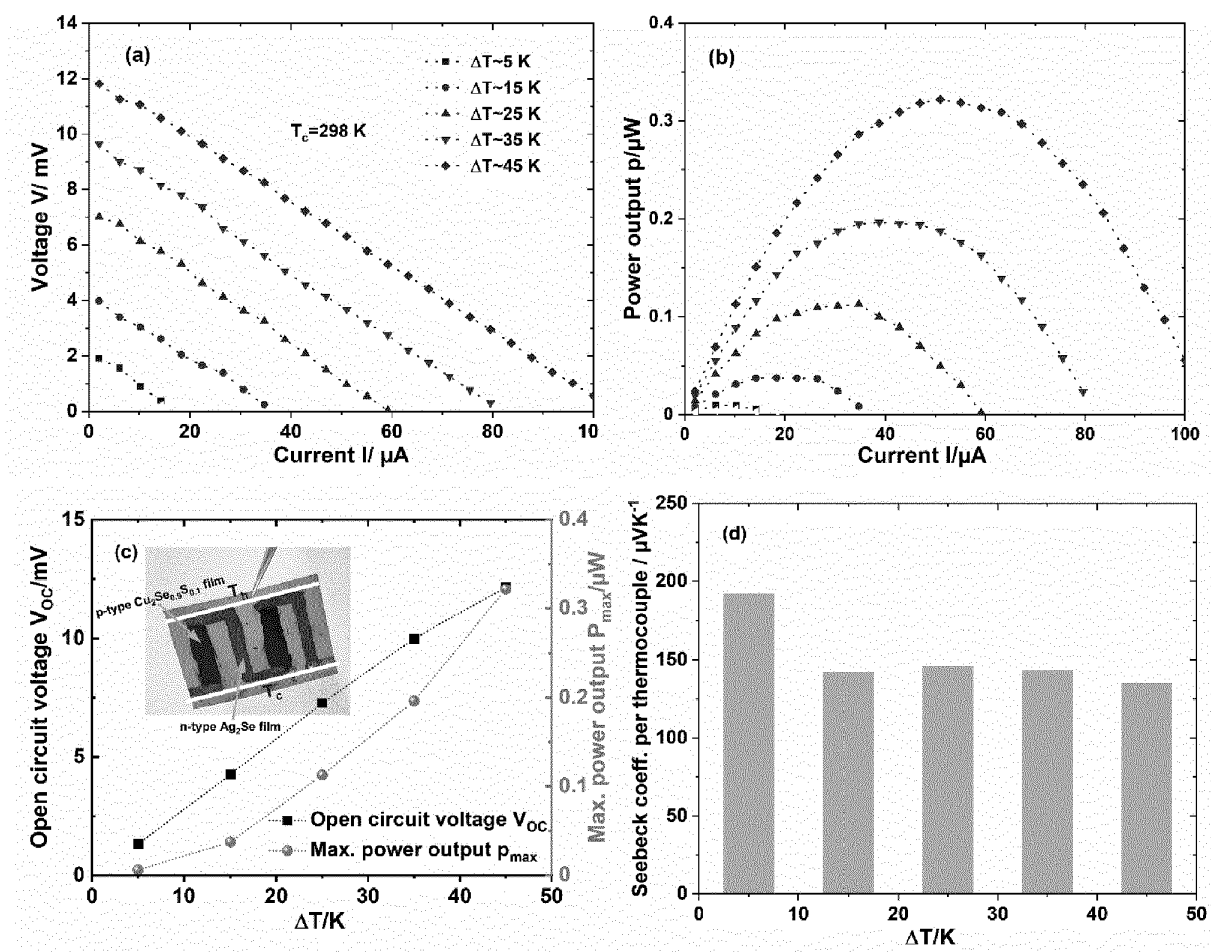 (a)
ΔT~5 K
ΔT~15 K
ΔT~25 K
ΔT~35 K
ΔT~45 K
T_c=298 K
Voltage V/ mV
14
12
10
8
6
4
2
0
0 20 40 60 80 100
Current I/ µA
(b)
Power output p/µW
0.4
0.3
0.2
0.1
0
0 20 40 60 80 100
Current I/µA
(c)
p-type Cu₂Se₀.₉S₀.₁ film
T_h
T_c
n-type Ag₂Se film
Open circuit voltage V_OC
Max. power output p_max
Open circuit voltage V_OC/mV
15
10
5
0
0 10 20 30 40 50
ΔT/K
0.4
0.3
0.2
0.1
0
Max. power output P_max/µW
(d)
Seebeck coeff. per thermocouple / µVK⁻¹
250
200
150
100
50
0
0 10 20 30 40 50
ΔT/K